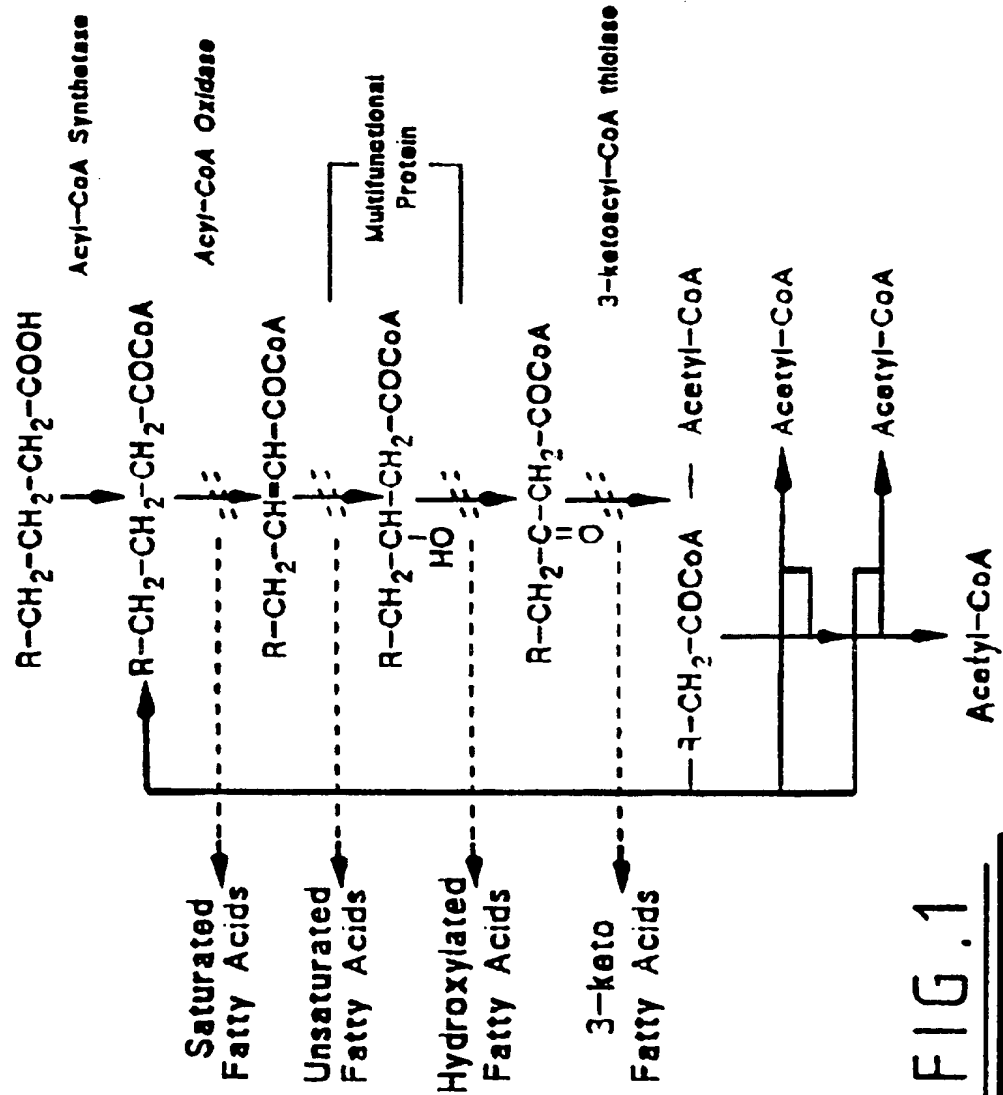 R-CH2-CH2-CH2-COOH
Acyl-CoA Synthetase
R-CH2-CH2-CH2-COCoA
Acyl-CoA Oxidase
Saturated
Fatty Acids
R-CH2-CH=CH-COCoA
Unsaturated
Fatty Acids
Multifunctional
Protein
R-CH2-CH-CH2-COCoA
HO
Hydroxylated
Fatty Acids
R-CH2-C-CH2-COCoA
O
3-keto
Fatty Acids
3-ketoacyl-CoA thiolase
R-CH2-COCoA — Acetyl-CoA
Acetyl-CoA
Acetyl-CoA
Acetyl-CoA
FIG.1